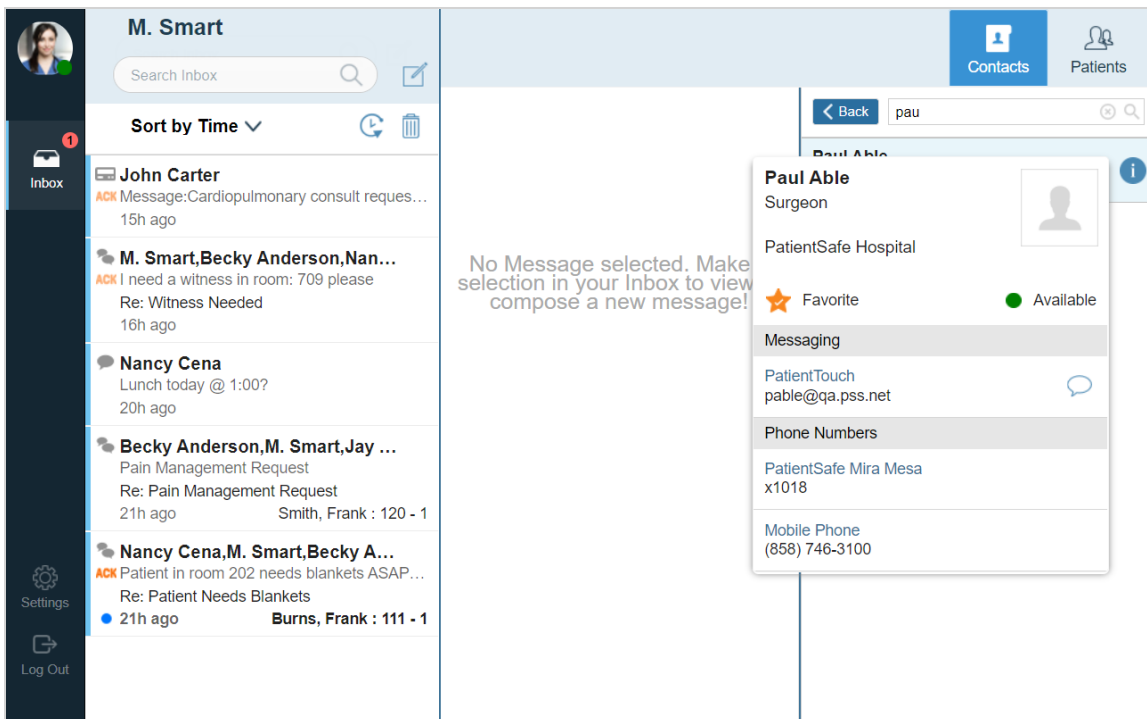 M. Smart
Search Inbox
Sort by Time
1
Inbox
Settings
Log Out
John Carter
ACK Message:Cardiopulmonary consult reques…
15h ago
M. Smart,Becky Anderson,Nan…
ACK I need a witness in room: 709 please
Re: Witness Needed
16h ago
Nancy Cena
Lunch today @ 1:00?
20h ago
Becky Anderson,M. Smart,Jay …
Pain Management Request
Re: Pain Management Request
21h ago Smith, Frank : 120 - 1
Nancy Cena,M. Smart,Becky A…
ACK Patient in room 202 needs blankets ASAP…
Re: Patient Needs Blankets
21h ago Burns, Frank : 111 - 1
No Message selected. Make
selection in your Inbox to view
compose a new message!
Contacts
Patients
Back
pau
Paul Able
i
Paul Able
Surgeon
PatientSafe Hospital
Favorite
Available
Messaging
PatientTouch
pable@qa.pss.net
Phone Numbers
PatientSafe Mira Mesa
x1018
Mobile Phone
(858) 746-3100